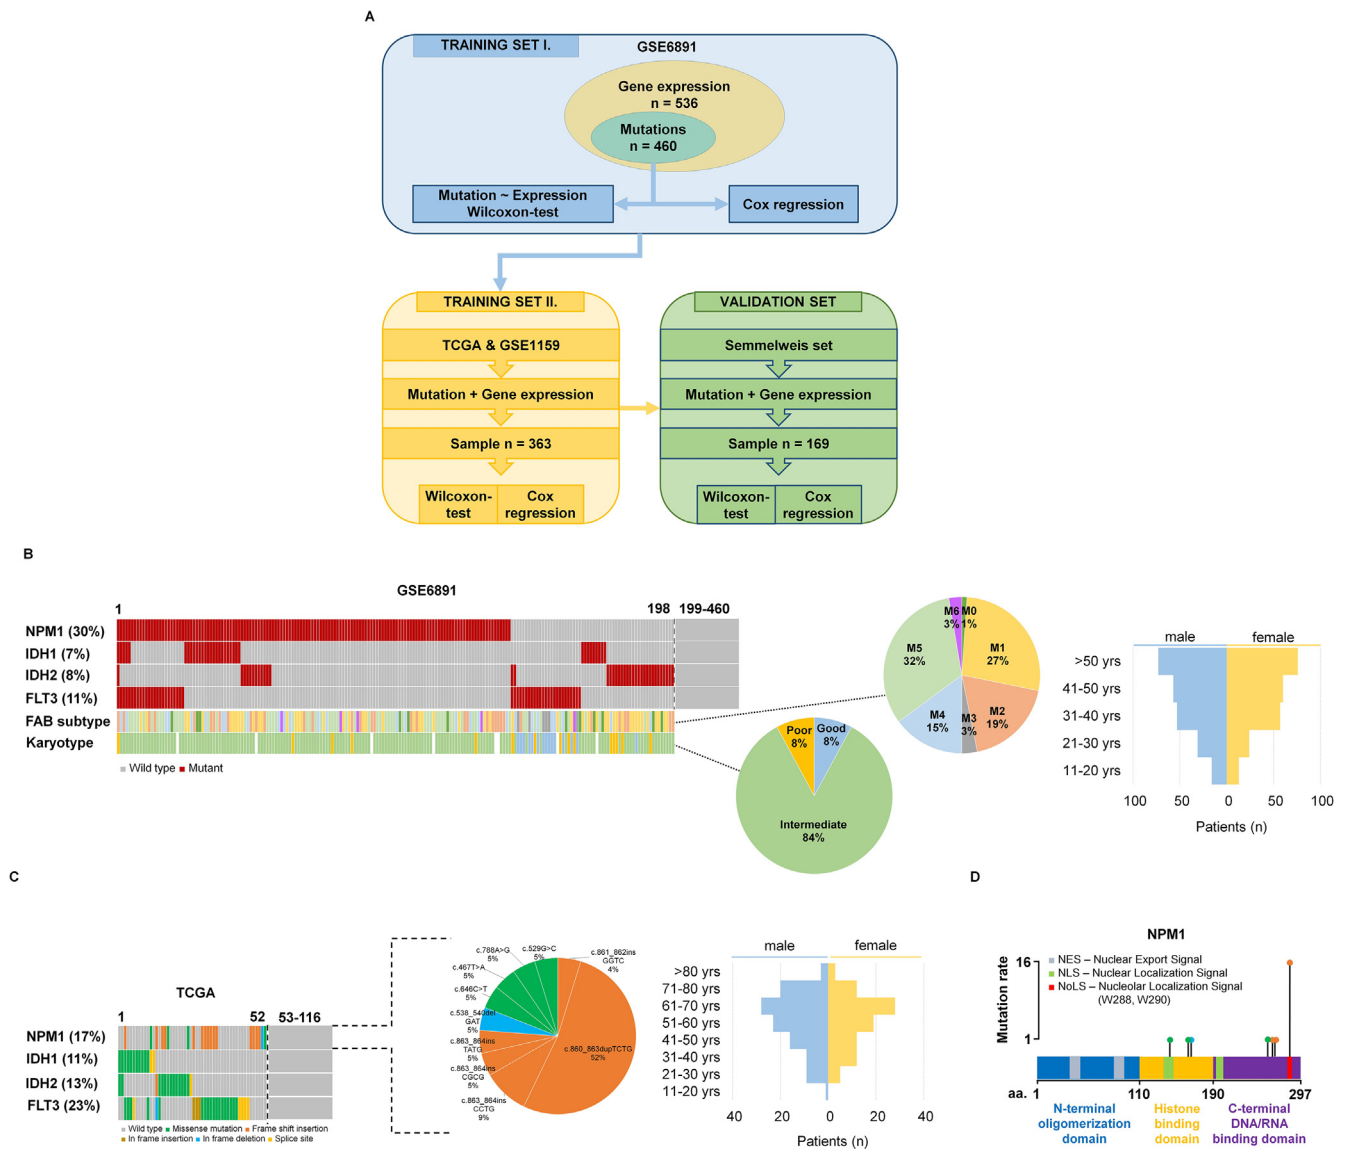 A
TRAINING SET I.
GSE6891
Gene expression
n = 536
Mutations
n = 460
Mutation ~ Expression
Wilcoxon-test
Cox regression
TRAINING SET II.
TCGA & GSE1159
Mutation + Gene expression
Sample n = 363
Wilcoxon-
test
Cox
regression
VALIDATION SET
Semmelweis set
Mutation + Gene expression
Sample n = 169
Wilcoxon-
test
Cox
regression
B
GSE6891
1 198 199-460
NPM1 (30%)
IDH1 (7%)
IDH2 (8%)
FLT3 (11%)
FAB subtype
Karyotype
Wild type Mutant
Poor
8%
Good
8%
Intermediate
84%
M6
3%
M0
1%
M1
27%
M2
19%
M3
3%
M4
15%
M5
32%
male female
>50 yrs
41-50 yrs
31-40 yrs
21-30 yrs
11-20 yrs
100 50 0 50 100
Patients (n)
C
TCGA
1 52 53-116
NPM1 (17%)
IDH1 (11%)
IDH2 (13%)
FLT3 (23%)
Wild type Missense mutation Frame shift insertion
In frame insertion In frame deletion Splice site
c.788A>G
5%
c.529G>C
5%
c.861_862ins
GGTC
4%
c.467T>A
5%
c.646C>T
5%
c.538_540del
GAT
5%
c.863_864ins
TATG
5%
c.863_864ins
CGCG
5%
c.863_864ins
CCTG
9%
c.860_863dupTCTG
52%
male female
>80 yrs
71-80 yrs
61-70 yrs
51-60 yrs
41-50 yrs
31-40 yrs
21-30 yrs
11-20 yrs
40 20 0 20 40
Patients (n)
D
NPM1
Mutation rate
16
1
NES – Nuclear Export Signal
NLS – Nuclear Localization Signal
NoLS – Nucleolar Localization Signal
(W288, W290)
aa. 1 110 190 297
N-terminal
oligomerization
domain
Histone
binding
domain
C-terminal
DNA/RNA
binding domain